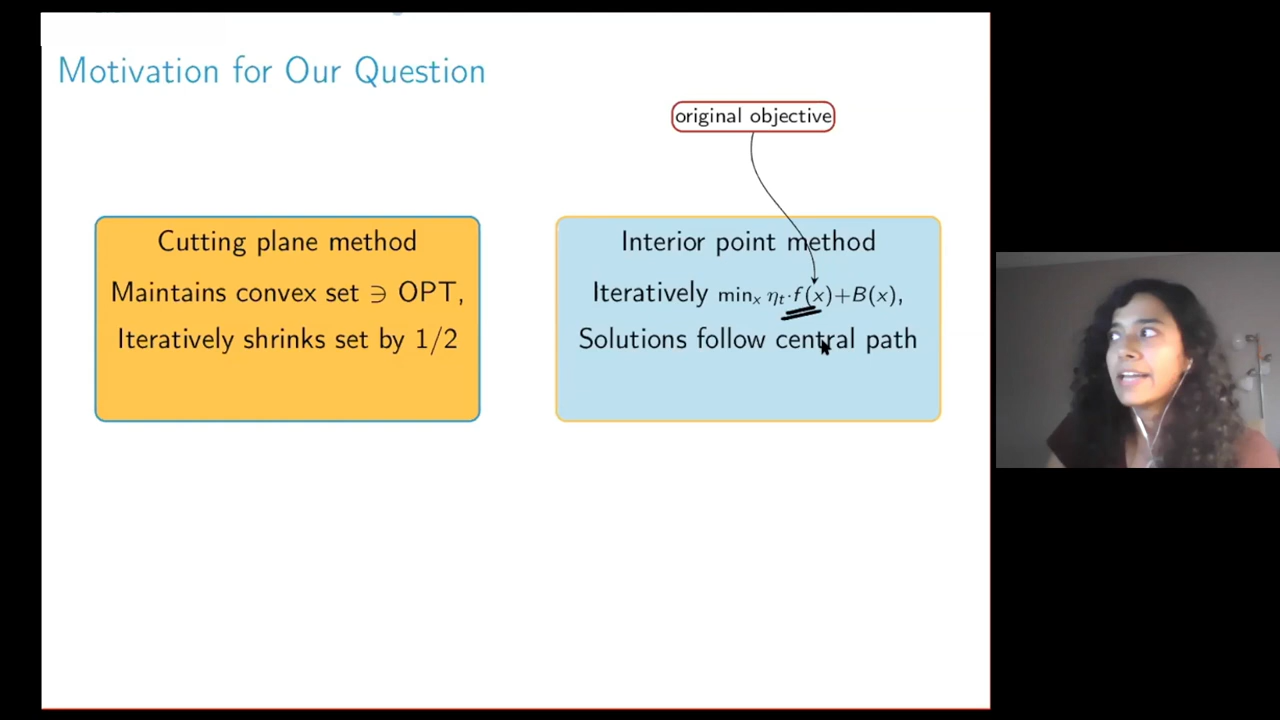 Motivation for Our Question
original objective
Cutting plane method
Maintains convex set ∋ OPT,
Iteratively shrinks set by 1/2
Interior point method
Iteratively minₓ ηₜ·f(x)+B(x),
Solutions follow central path